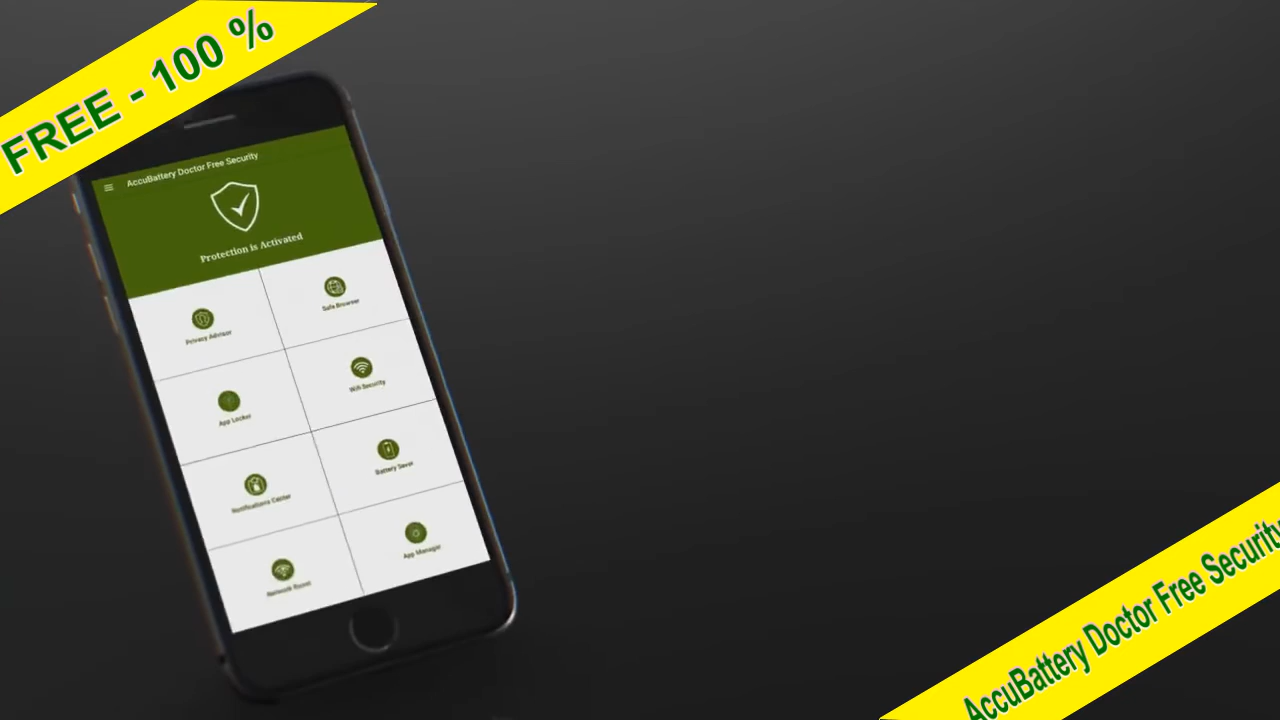 FREE - 100 %
AccuBattery Doctor Free Security
Protection is Activated
Privacy Advisor
Safe Browser
App Locker
Wifi Security
Notifications Center
Battery Saver
Network Boost
App Manager
AccuBattery Doctor Free Security